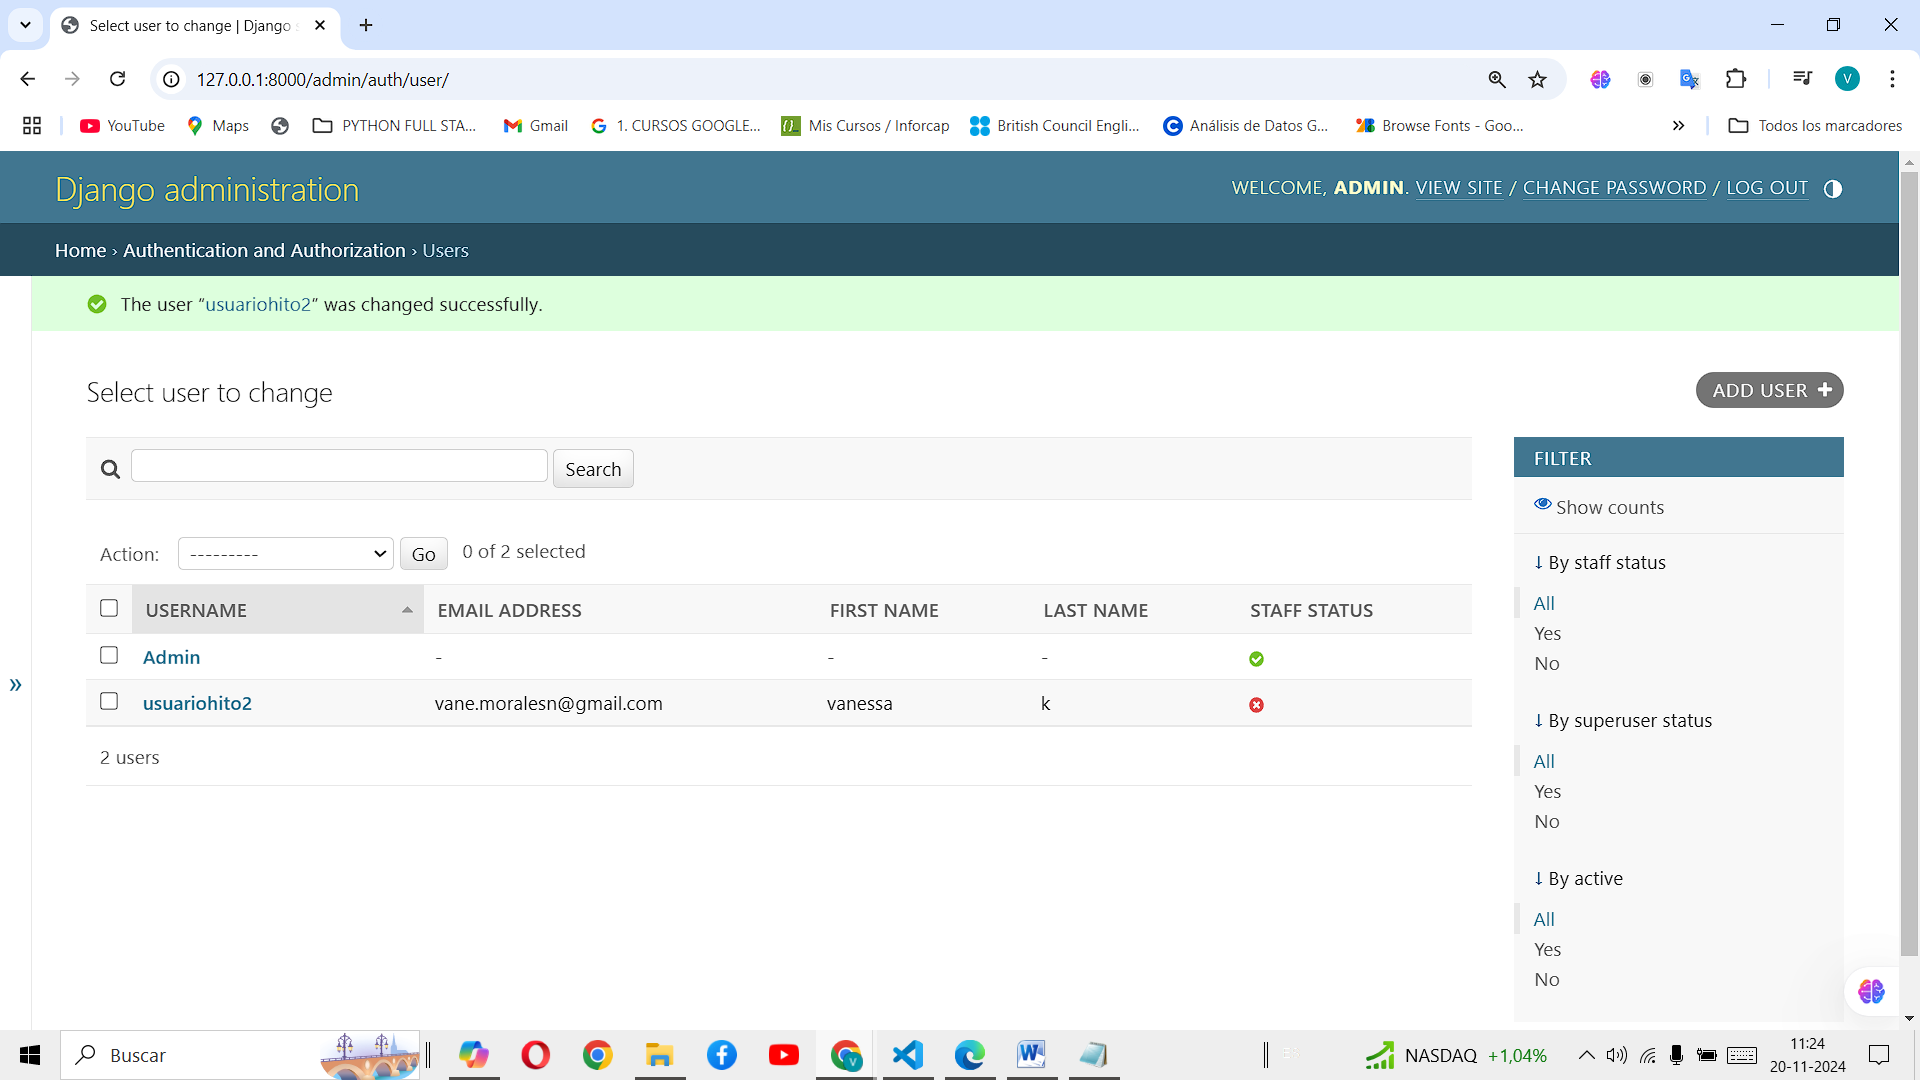 Select user to change | Django s
127.0.0.1:8000/admin/auth/user/
V
YouTube
Maps
PYTHON FULL STA...
Gmail
1. CURSOS GOOGLE...
Mis Cursos / Inforcap
British Council Engli...
Análisis de Datos G...
Browse Fonts - Goo...
»
Todos los marcadores
Django administration
WELCOME, ADMIN. VIEW SITE / CHANGE PASSWORD / LOG OUT
Home › Authentication and Authorization › Users
The user “usuariohito2” was changed successfully.
Select user to change
ADD USER +
Search
FILTER
Show counts
Action: --------- Go 0 of 2 selected
USERNAME EMAIL ADDRESS FIRST NAME LAST NAME STAFF STATUS
Admin - - -
usuariohito2 vane.moralesn@gmail.com vanessa k
2 users
»
↓ By staff status
All
Yes
No
↓ By superuser status
All
Yes
No
↓ By active
All
Yes
No
Buscar
V
NASDAQ +1,04%
11:24
20-11-2024